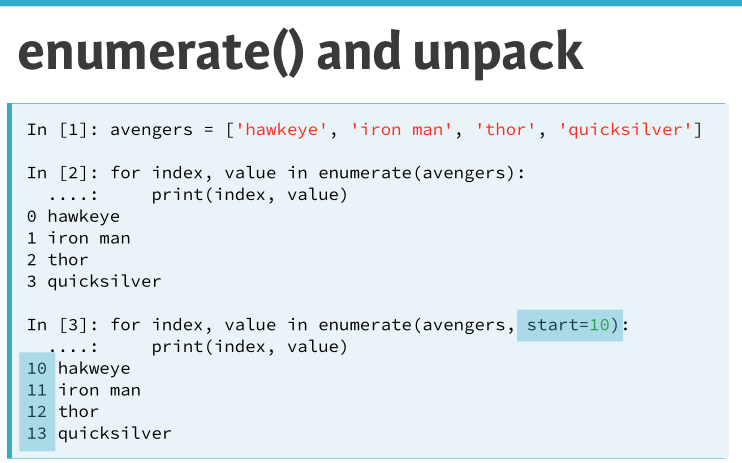 enumerate() and unpack
In [1]: avengers = ['hawkeye', 'iron man', 'thor', 'quicksilver']
In [2]: for index, value in enumerate(avengers):
....:     print(index, value)
0 hawkeye
1 iron man
2 thor
3 quicksilver
In [3]: for index, value in enumerate(avengers, start=10):
....:     print(index, value)
10 hakweye
11 iron man
12 thor
13 quicksilver